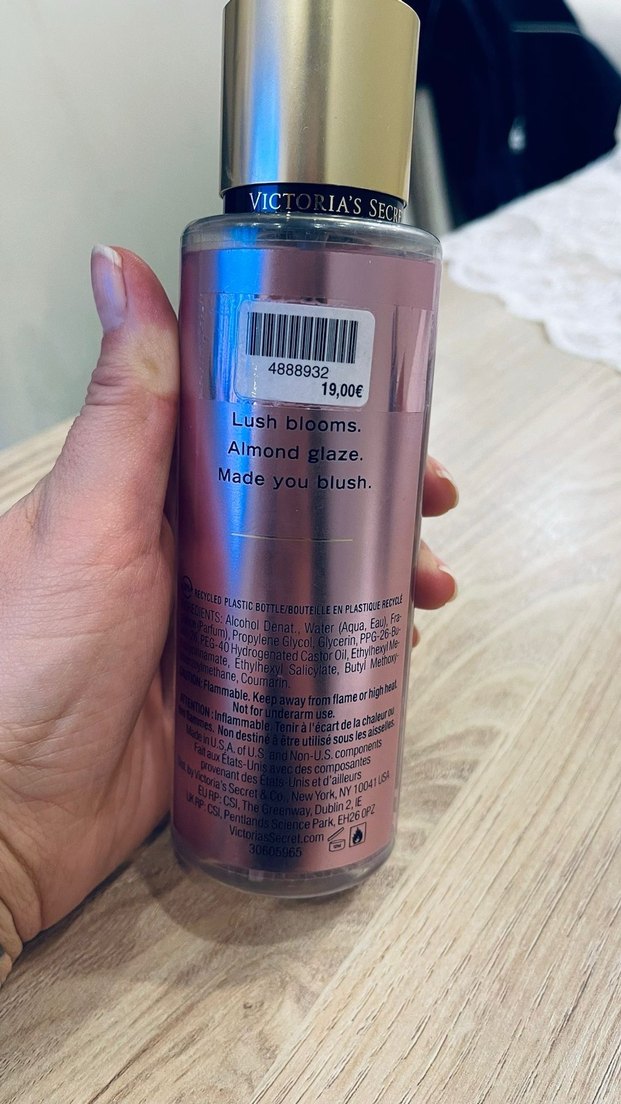 VICTORIA'S SECR
4888932
19,00€
Lush blooms.
Almond glaze.
Made you blush.
RECYCLED PLASTIC BOTTLE/BOUTEILLE EN PLASTIQUE RECYCLÉ
Alcohol Denat., Water (Aqua, Eau), Fra-
(Parfum), Propylene Glycol, Glycerin, PPG-26-Bu-
PEG-40 Hydrogenated Castor Oil, Ethylhexyl Me-
Ethylhexyl Salicylate, Butyl Methoxy-
Coumarin.
Flammable. Keep away from flame or high heat.
Not for underarm use.
ATTENTION : Inflammable. Tenir à l'écart de la chaleur ou
flammes. Non destiné à être utilisé sous les aisselles.
Made in U.S.A. of U.S. and Non-U.S. components
Fait aux États-Unis avec des composantes
provenant des États-Unis et d'ailleurs
by Victoria's Secret & Co., New York, NY 10041 USA
EU RP: CSI, The Greenway, Dublin 2, IE
UK RP: CSI, Pentlands Science Park, EH26 0PZ
VictoriasSecret.com
30605965